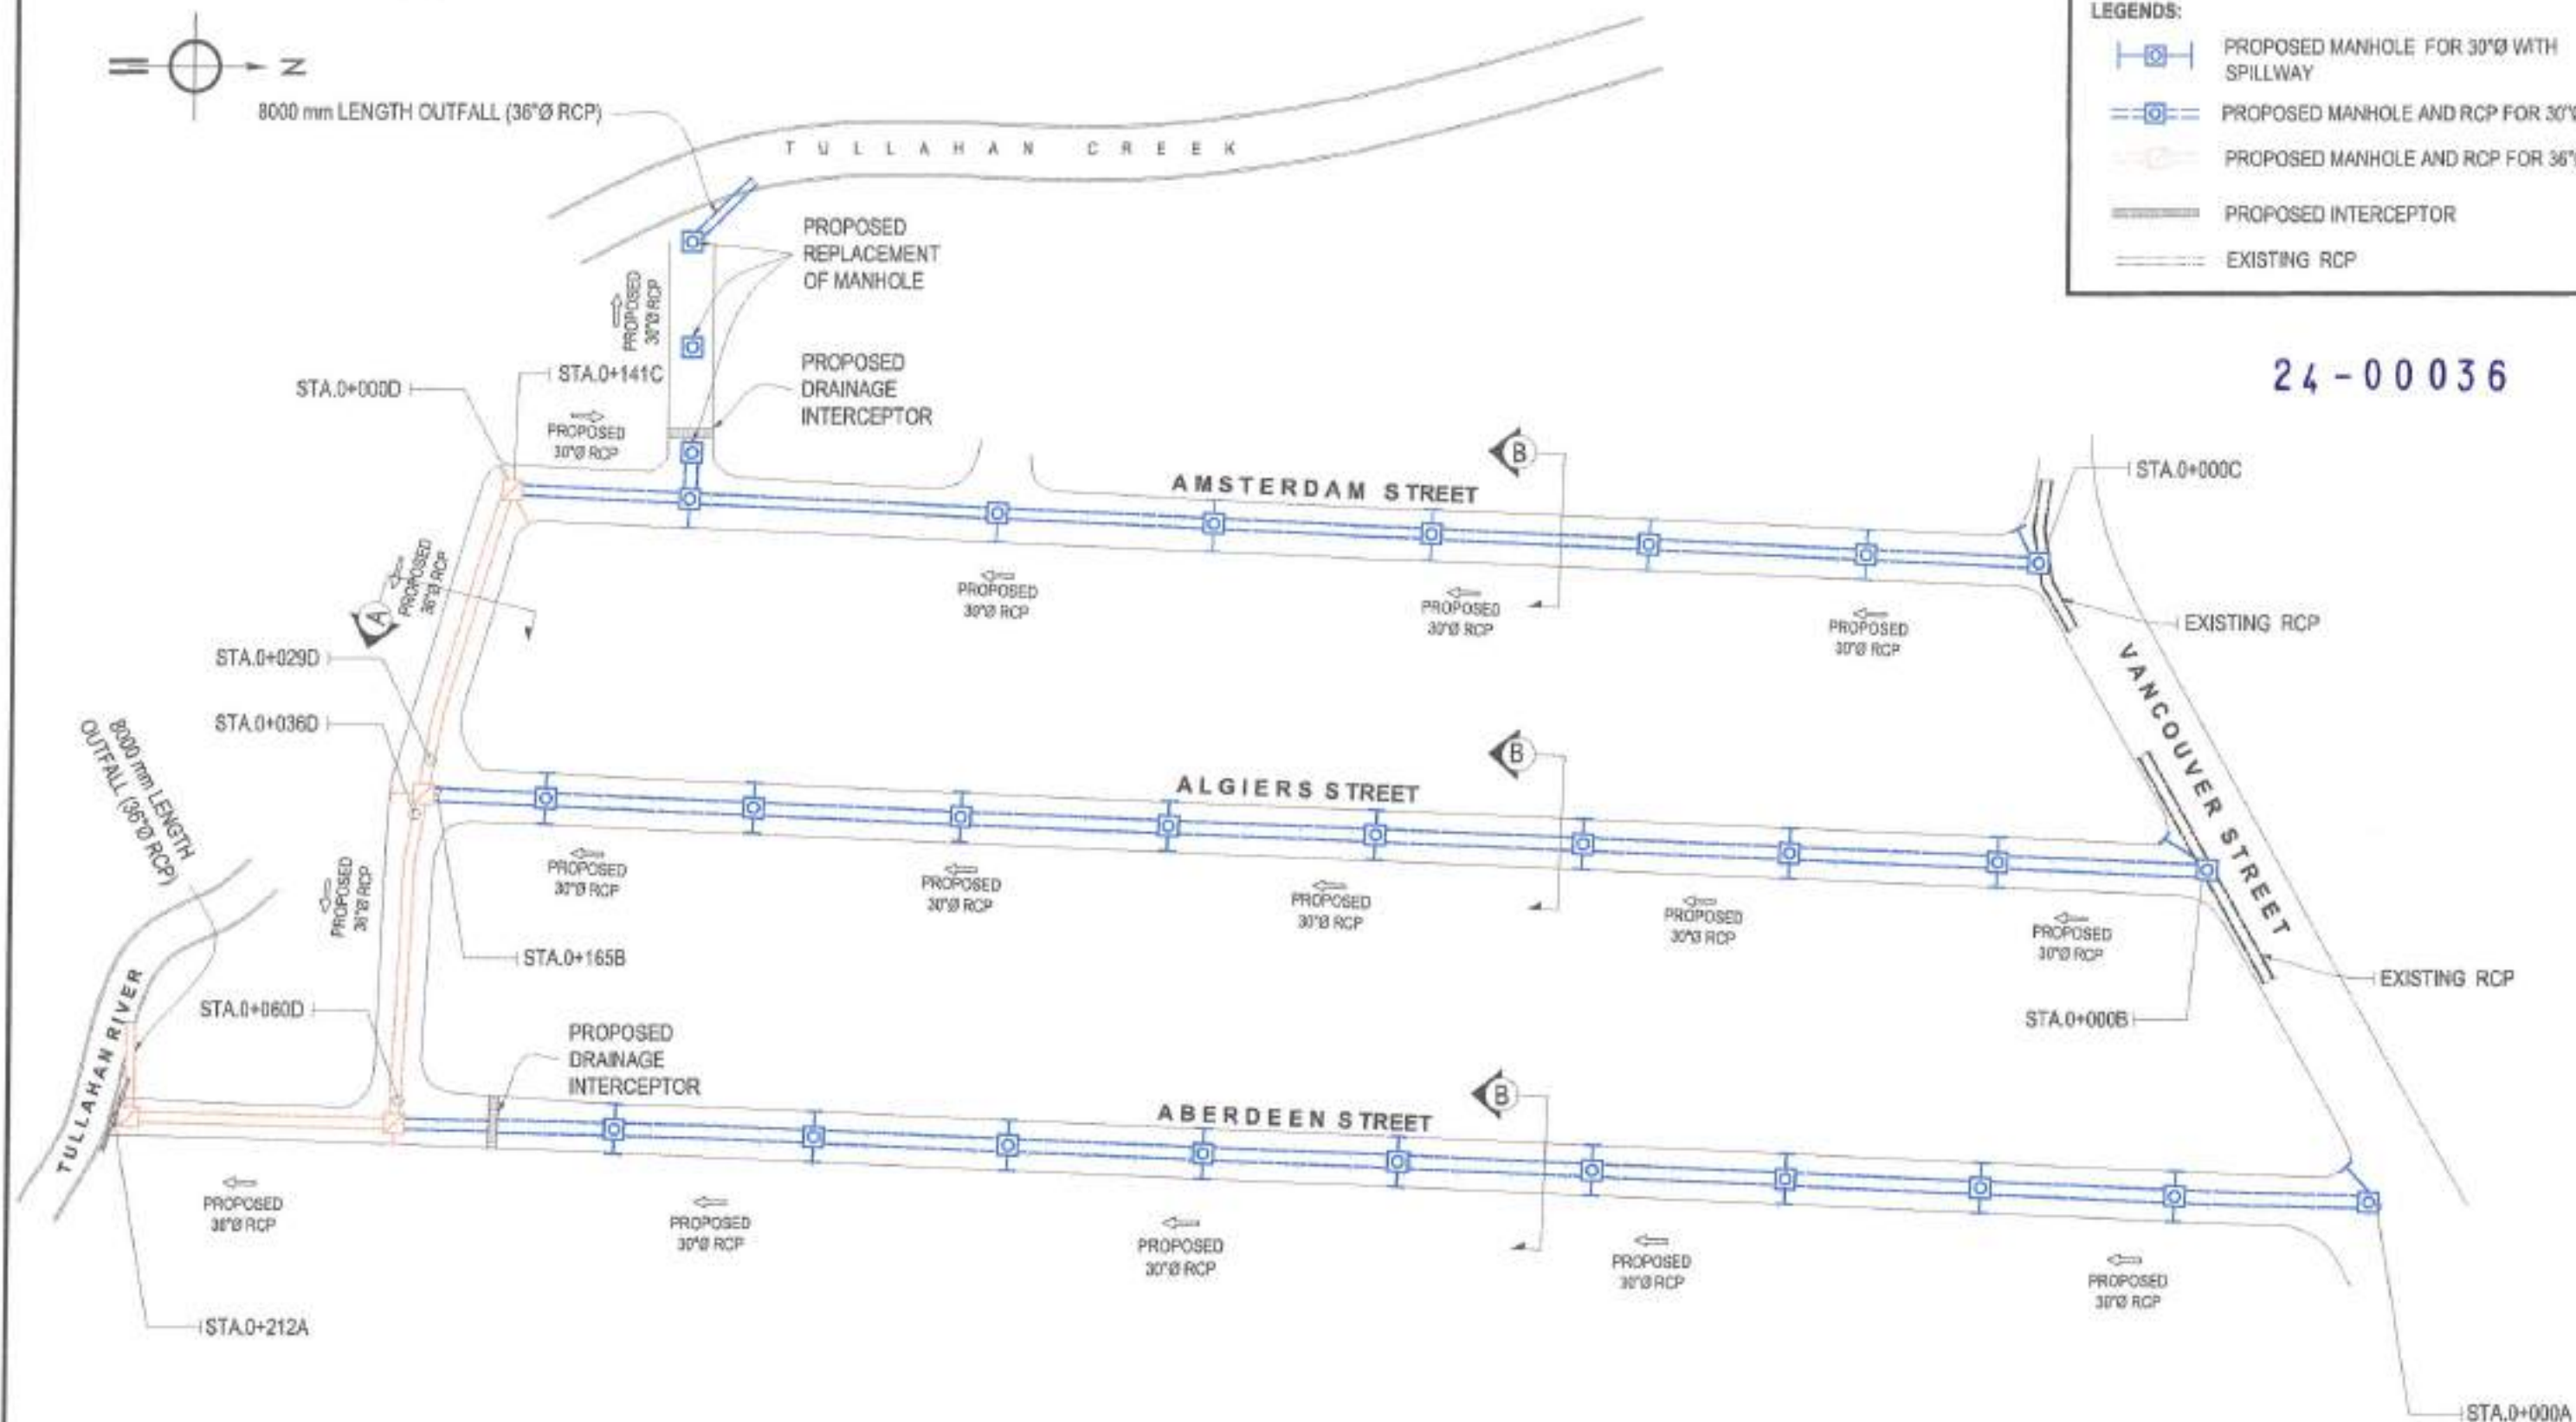 LEGENDS:
PROPOSED MANHOLE FOR 30"Ø WITH
SPILLWAY
PROPOSED MANHOLE AND RCP FOR 30"Ø
PROPOSED MANHOLE AND RCP FOR 36"
PROPOSED INTERCEPTOR
EXISTING RCP
24-00036
N
8000 mm LENGTH OUTFALL (36"Ø RCP)
TULLAHAN CREEK
PROPOSED
REPLACEMENT
OF MANHOLE
PROPOSED
30"Ø RCP
STA.0+000D
STA.0+141C
PROPOSED
DRAINAGE
INTERCEPTOR
PROPOSED
30"Ø RCP
B
AMSTERDAM STREET
STA.0+000C
PROPOSED
36"Ø RCP
A
PROPOSED
30"Ø RCP
PROPOSED
30"Ø RCP
PROPOSED
30"Ø RCP
EXISTING RCP
VANCOUVER STREET
STA.0+029D
STA.0+036D
8000 mm LENGTH
OUTFALL (36"Ø RCP)
B
ALGIERS STREET
PROPOSED
36"Ø RCP
PROPOSED
30"Ø RCP
PROPOSED
30"Ø RCP
PROPOSED
30"Ø RCP
PROPOSED
30"Ø RCP
PROPOSED
30"Ø RCP
STA.0+165B
EXISTING RCP
STA.0+000B
TULLAHAN RIVER
STA.0+060D
PROPOSED
DRAINAGE
INTERCEPTOR
B
ABERDEEN STREET
PROPOSED
36"Ø RCP
PROPOSED
30"Ø RCP
PROPOSED
30"Ø RCP
PROPOSED
30"Ø RCP
PROPOSED
30"Ø RCP
STA.0+212A
STA.0+000A